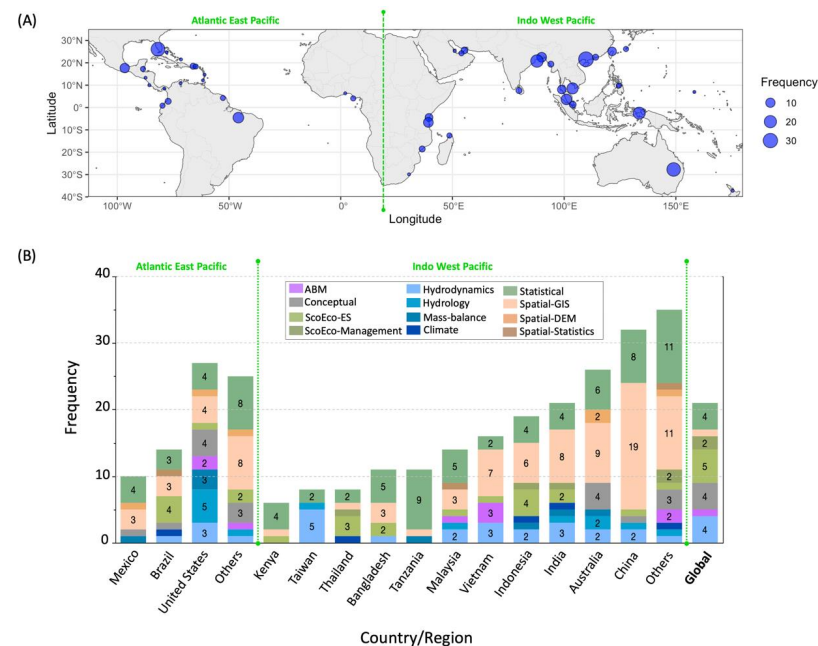 (A)
Atlantic East Pacific
Indo West Pacific
30°N
20°N
10°N
0°
10°S
20°S
30°S
40°S
Latitude
100°W
50°W
0°
50°E
100°E
150°E
Longitude
Frequency
10
20
30
(B)
Atlantic East Pacific
Indo West Pacific
40
30
20
10
0
Frequency
ABM
Conceptual
ScoEco-ES
ScoEco-Management
Hydrodynamics
Hydrology
Mass-balance
Climate
Statistical
Spatial-GIS
Spatial-DEM
Spatial-Statistics
4
3
3
3
4
4
4
4
2
3
5
3
8
8
2
3
4
2
5
2
3
5
3
2
9
5
3
2
2
7
3
3
4
6
4
2
4
8
2
3
6
2
9
4
2
2
8
19
2
11
11
2
3
2
4
2
5
4
4
Mexico
Brazil
United States
Others
Kenya
Taiwan
Thailand
Bangladesh
Tanzania
Malaysia
Vietnam
Indonesia
India
Australia
China
Others
Global
Country/Region